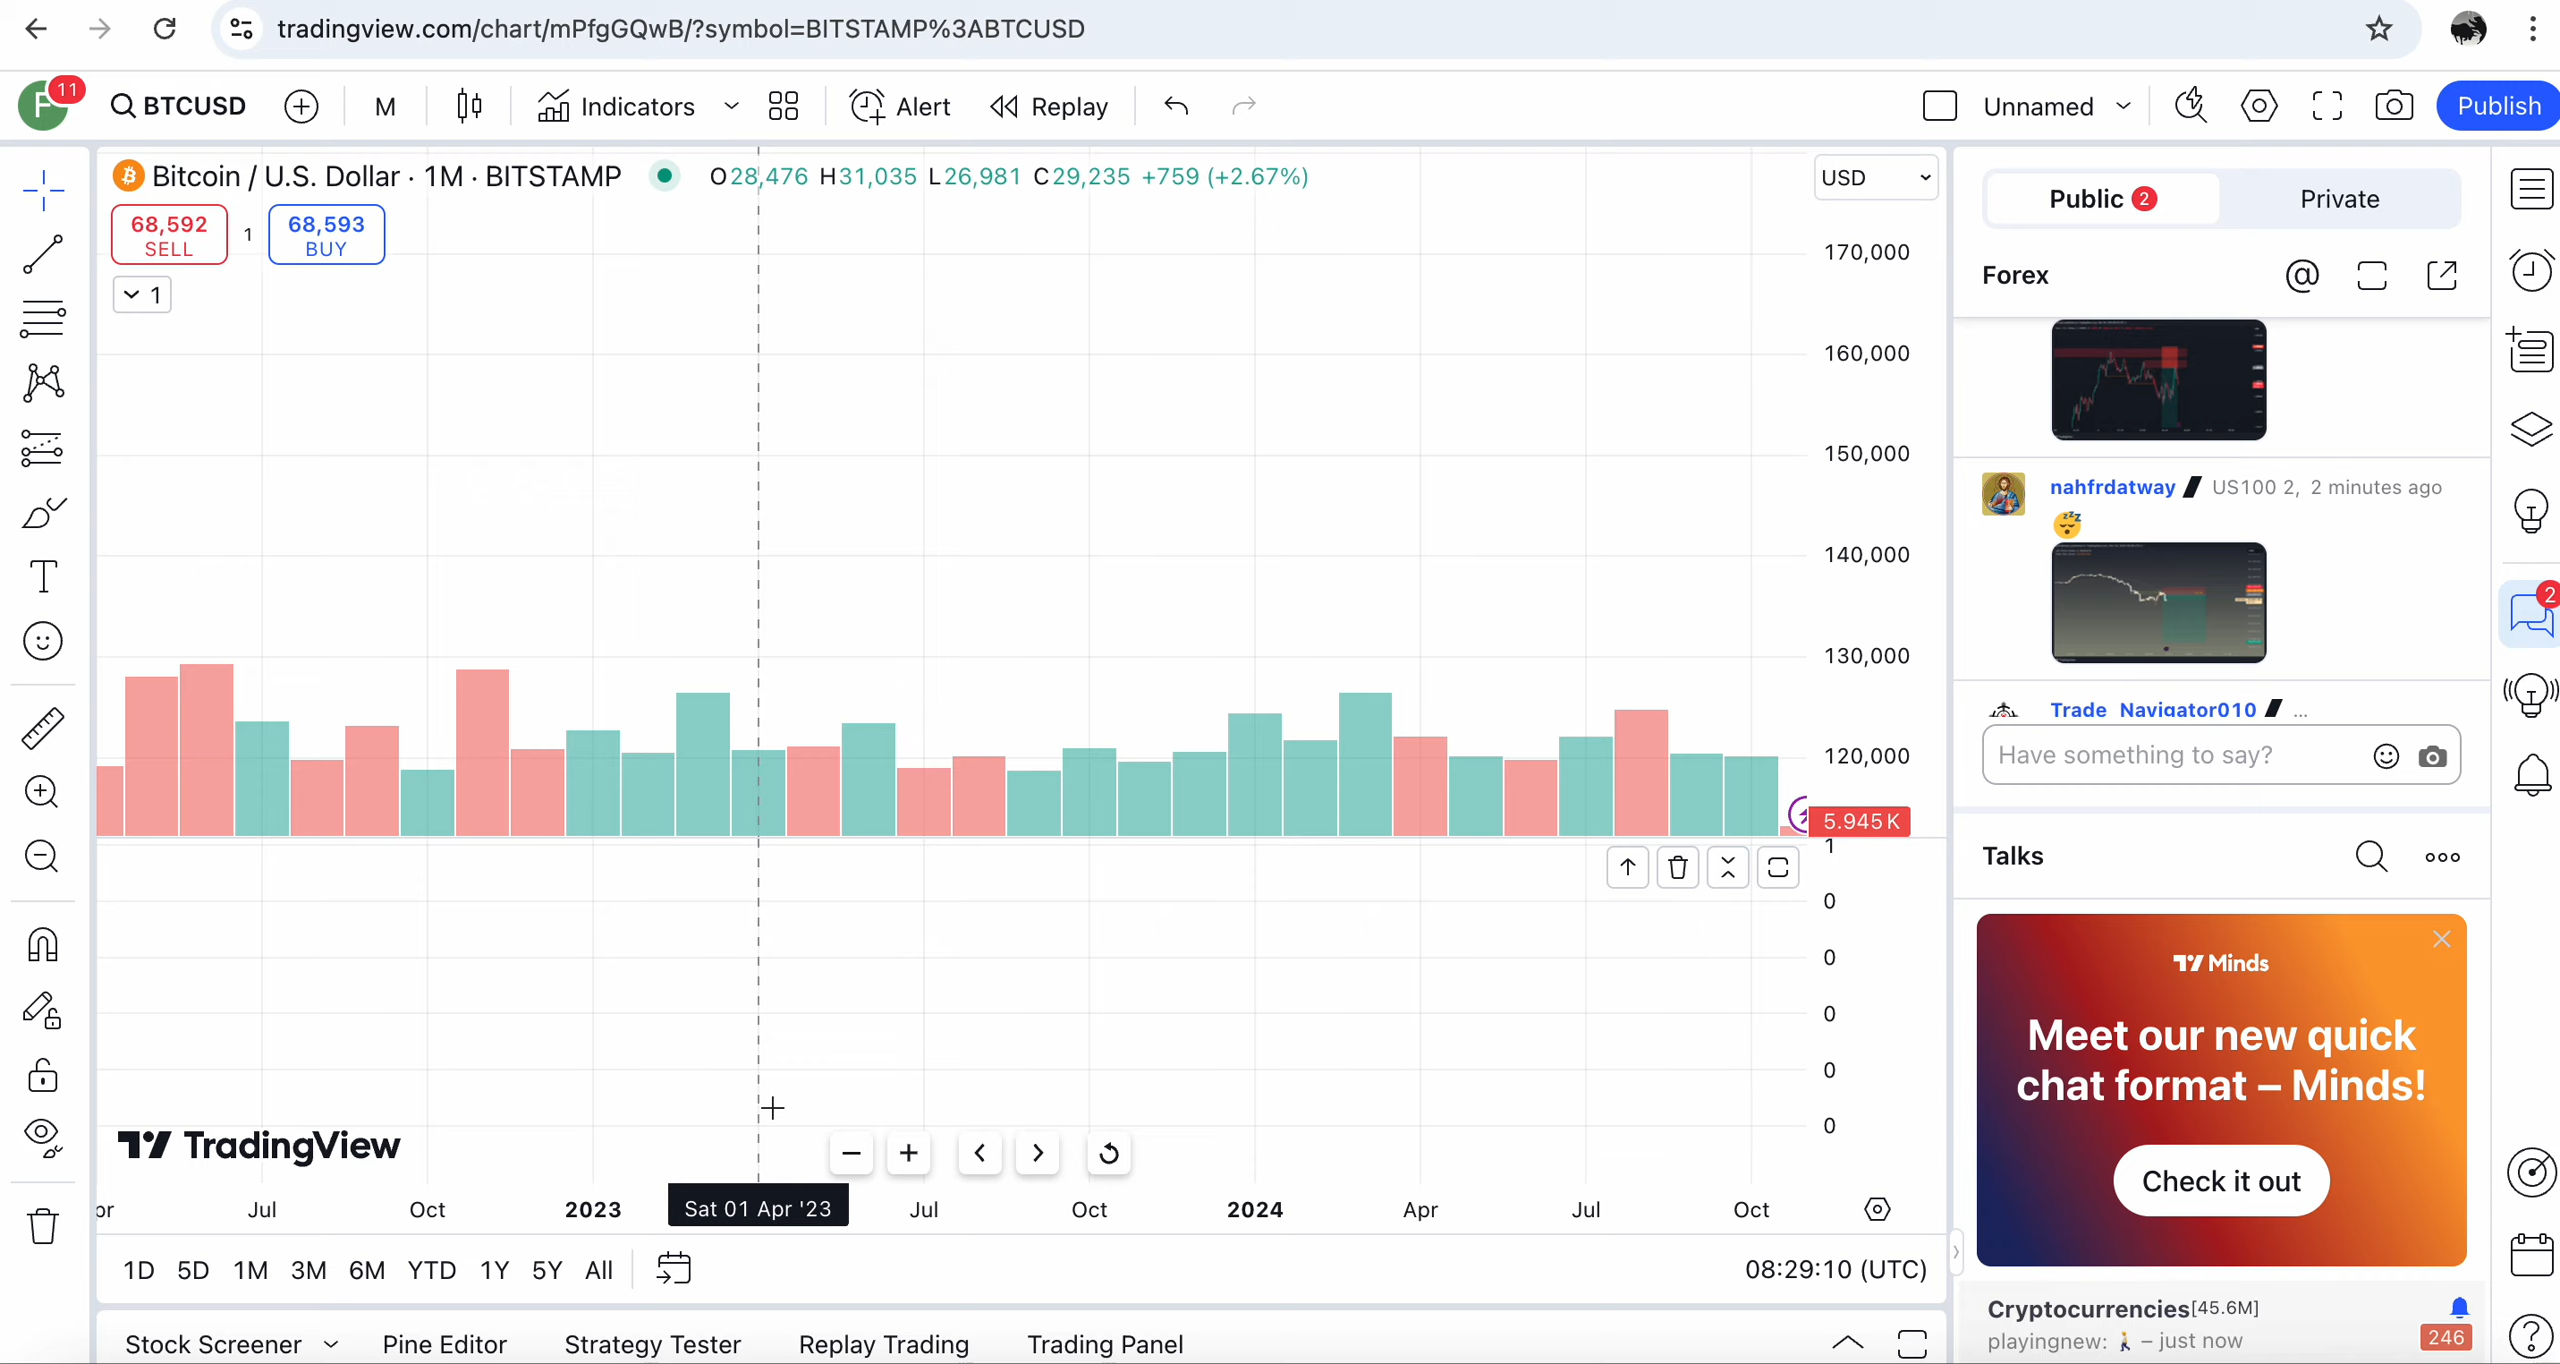 tradingview.com/chart/mPfgGQwB/?symbol=BITSTAMP%3ABTCUSD
F 11 BTCUSD M Indicators Alert Replay Unnamed Publish
Bitcoin / U.S. Dollar · 1M · BITSTAMP O28,476 H31,035 L26,981 C29,235 +759 (+2.67%) USD
68,592 SELL 1 68,593 BUY
1
170,000
160,000
150,000
140,000
130,000
120,000
5.945K
1
0
0
0
0
0
TradingView
pr Jul Oct 2023 Sat 01 Apr '23 Jul Oct 2024 Apr Jul Oct
1D 5D 1M 3M 6M YTD 1Y 5Y All 08:29:10 (UTC)
Stock Screener Pine Editor Strategy Tester Replay Trading Trading Panel
Public 2 Private
Forex
nahfrdatway US100 2, 2 minutes ago
Trade_Navigator010 ...
Have something to say?
2
Talks
Minds
Meet our new quick
chat format – Minds!
Check it out
Cryptocurrencies[45.6M]
playingnew: – just now 246